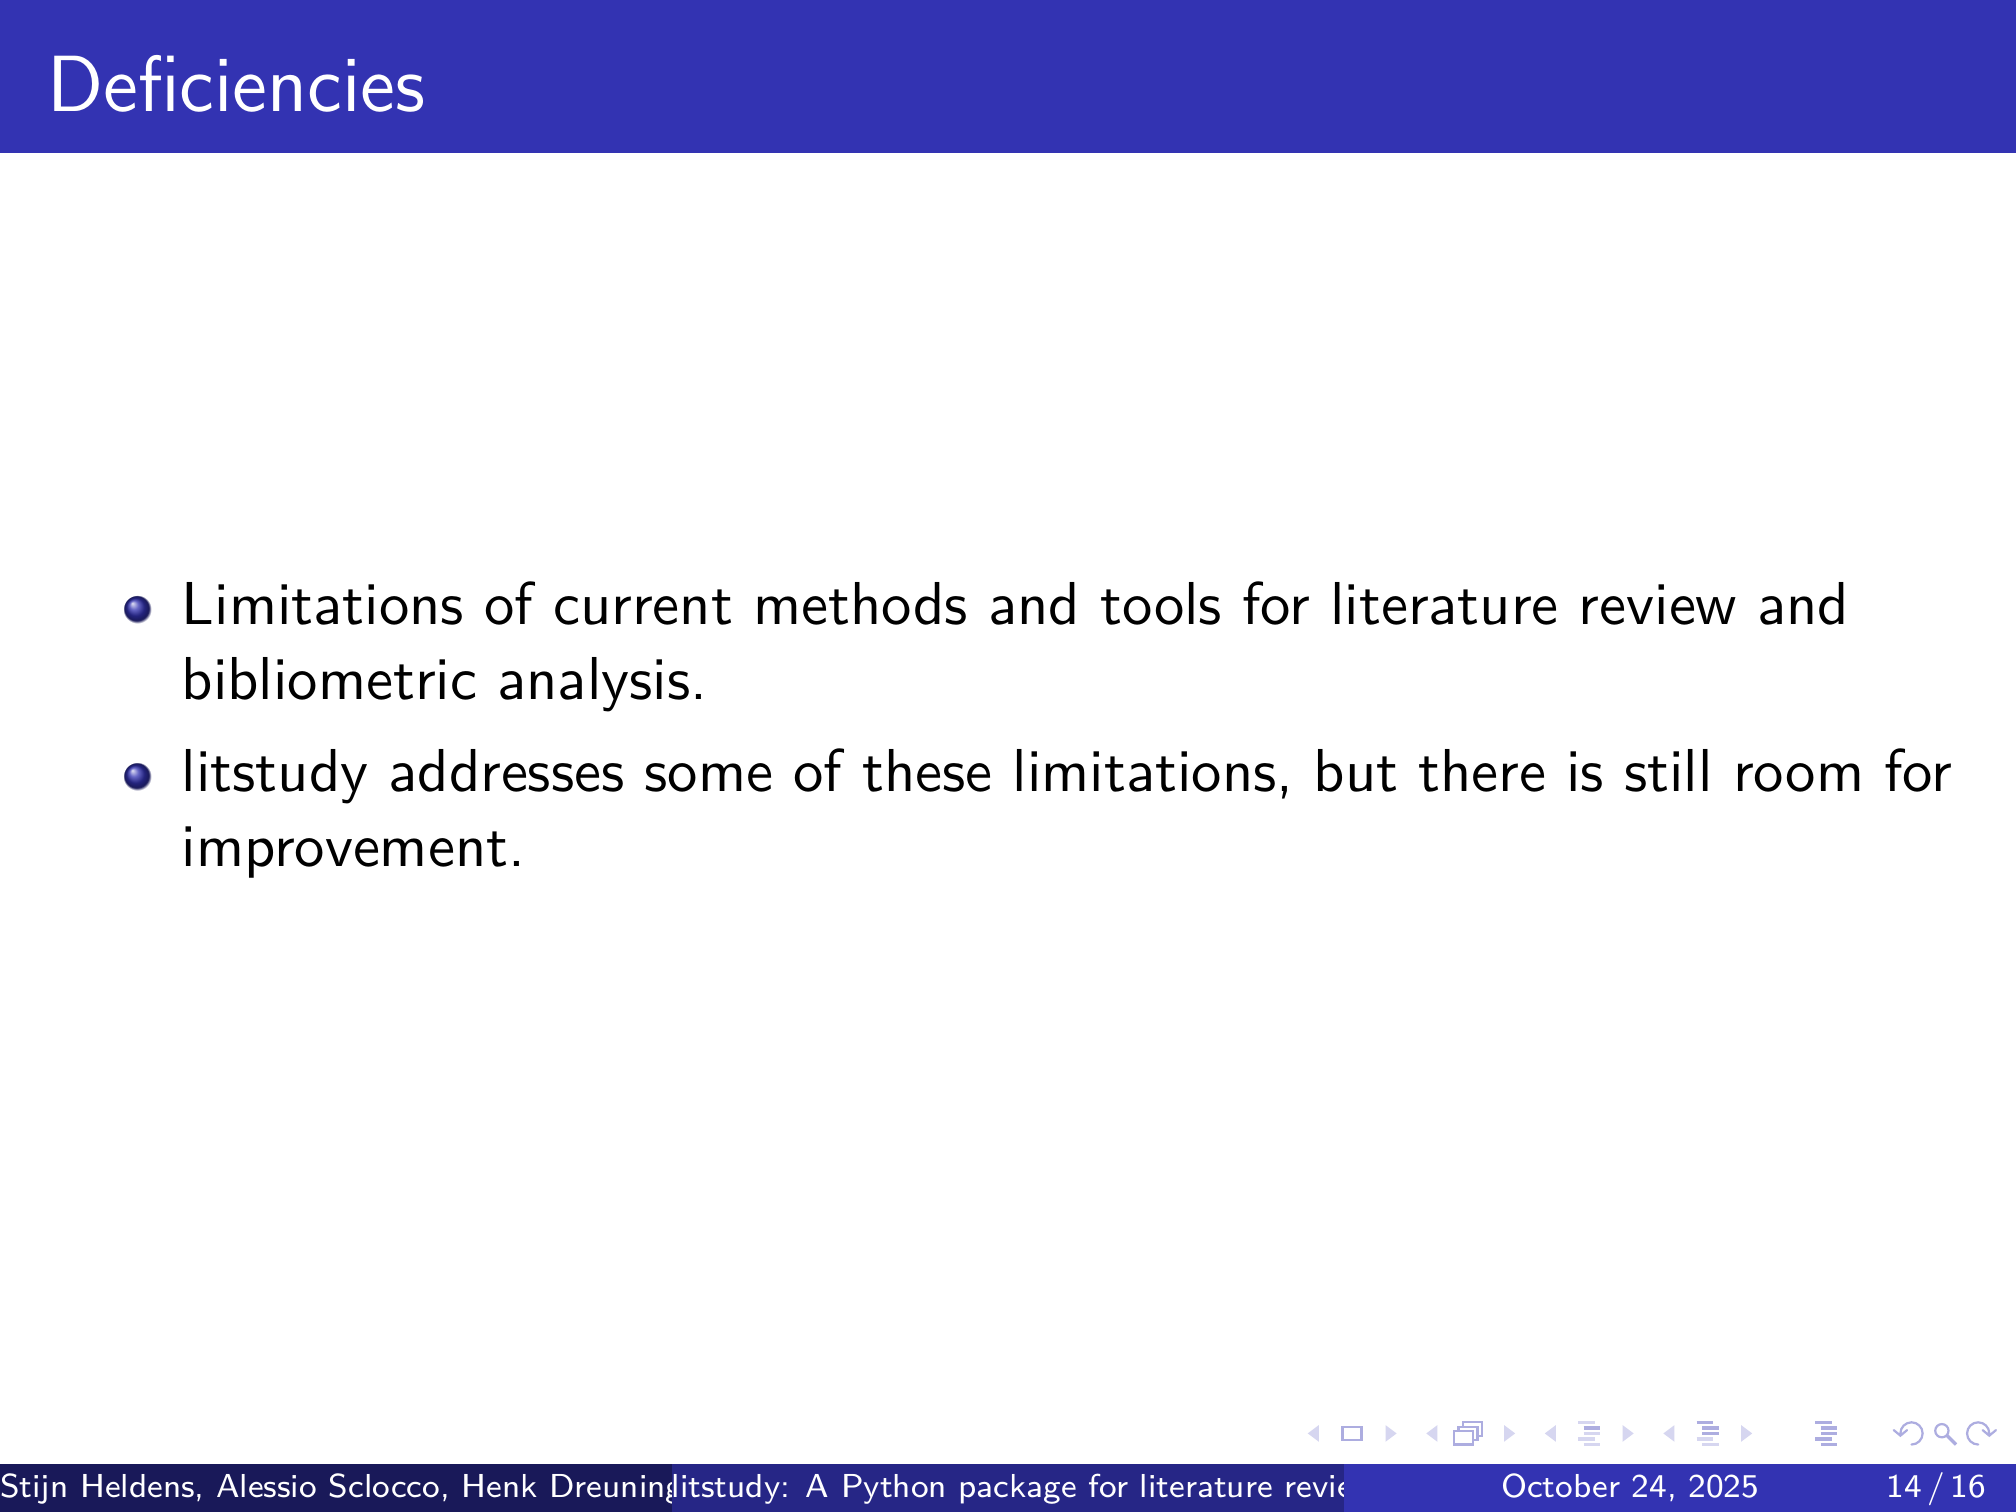 Deficiencies
Limitations of current methods and tools for literature review and
bibliometric analysis.
litstudy addresses some of these limitations, but there is still room for
improvement.
Stijn Heldens, Alessio Sclocco, Henk Dreuning
litstudy: A Python package for literature revie
October 24, 2025
14 / 16